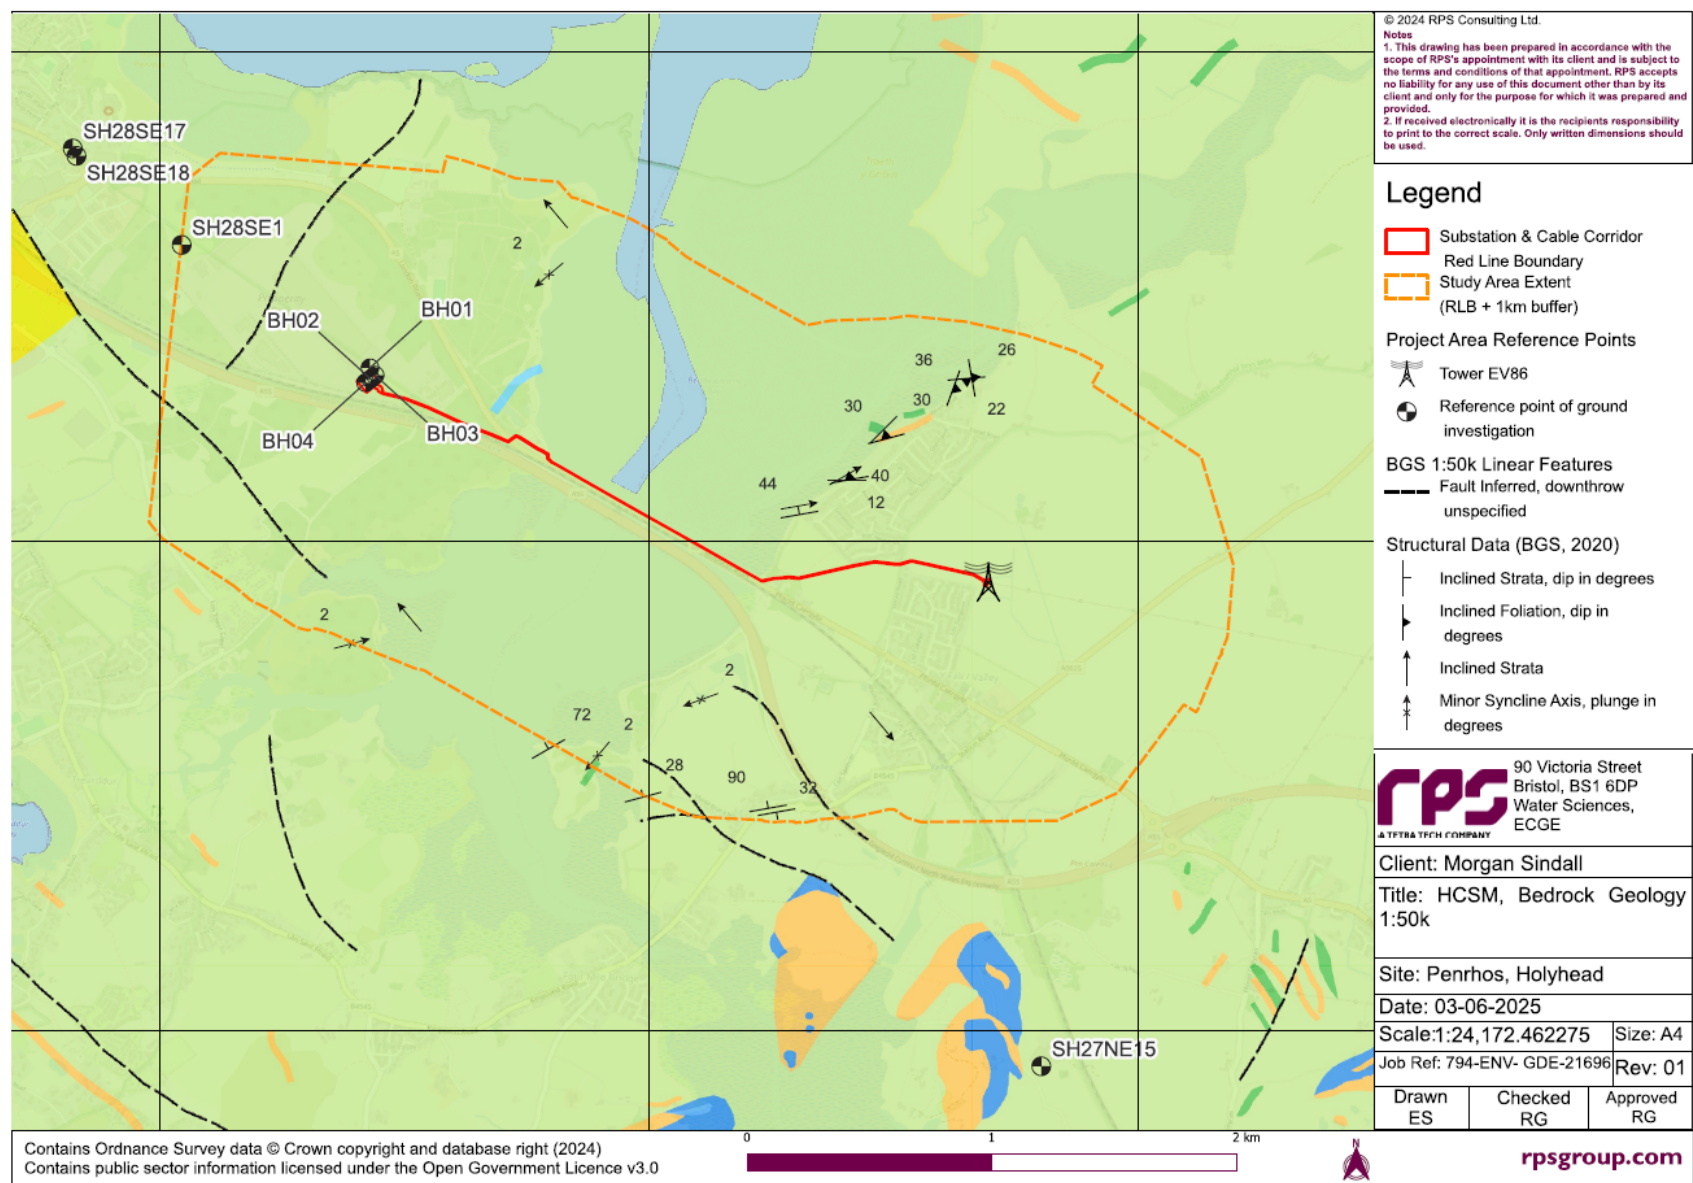 SH28SE17
SH28SE18
SH28SE1
2
BH02
BH01
BH04
BH03
36
26
30
30
22
44
40
12
2
2
72
2
28
90
32
SH27NE15
© 2024 RPS Consulting Ltd.
Notes
1. This drawing has been prepared in accordance with the
scope of RPS's appointment with its client and is subject to
the terms and conditions of that appointment. RPS accepts
no liability for any use of this document other than by its
client and only for the purpose for which it was prepared and
provided.
2. If received electronically it is the recipients responsibility
to print to the correct scale. Only written dimensions should
be used.
Legend
Substation & Cable Corridor
Red Line Boundary
Study Area Extent
(RLB + 1km buffer)
Project Area Reference Points
Tower EV86
Reference point of ground
investigation
BGS 1:50k Linear Features
Fault Inferred, downthrow
unspecified
Structural Data (BGS, 2020)
Inclined Strata, dip in degrees
Inclined Foliation, dip in
degrees
Inclined Strata
Minor Syncline Axis, plunge in
degrees
rps
A TETRA TECH COMPANY
90 Victoria Street
Bristol, BS1 6DP
Water Sciences,
ECGE
Client: Morgan Sindall
Title: HCSM, Bedrock Geology
1:50k
Site: Penrhos, Holyhead
Date: 03-06-2025
Scale:1:24,172.462275 Size: A4
Job Ref: 794-ENV- GDE-21696 Rev: 01
Drawn Checked Approved
ES RG RG
Contains Ordnance Survey data © Crown copyright and database right (2024)
Contains public sector information licensed under the Open Government Licence v3.0
0 1 2 km
N
rpsgroup.com